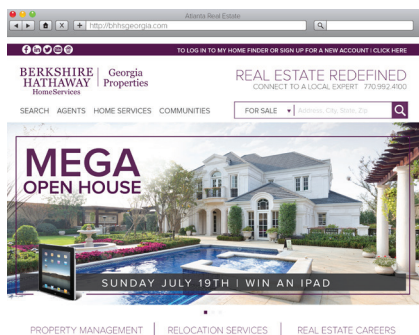 Atlanta Real Estate
http://bhhsgeorgia.com
TO LOG IN TO MY HOME FINDER OR SIGN UP FOR A NEW ACCOUNT | CLICK HERE
BERKSHIRE HATHAWAY HomeServices
Georgia Properties
REAL ESTATE REDEFINED
CONNECT TO A LOCAL EXPERT 770.992.4100
SEARCH AGENTS HOME SERVICES COMMUNITIES
FOR SALE Address, City, State, Zip
MEGA
OPEN HOUSE
SUNDAY JULY 19TH | WIN AN IPAD
PROPERTY MANAGEMENT | RELOCATION SERVICES | REAL ESTATE CAREERS